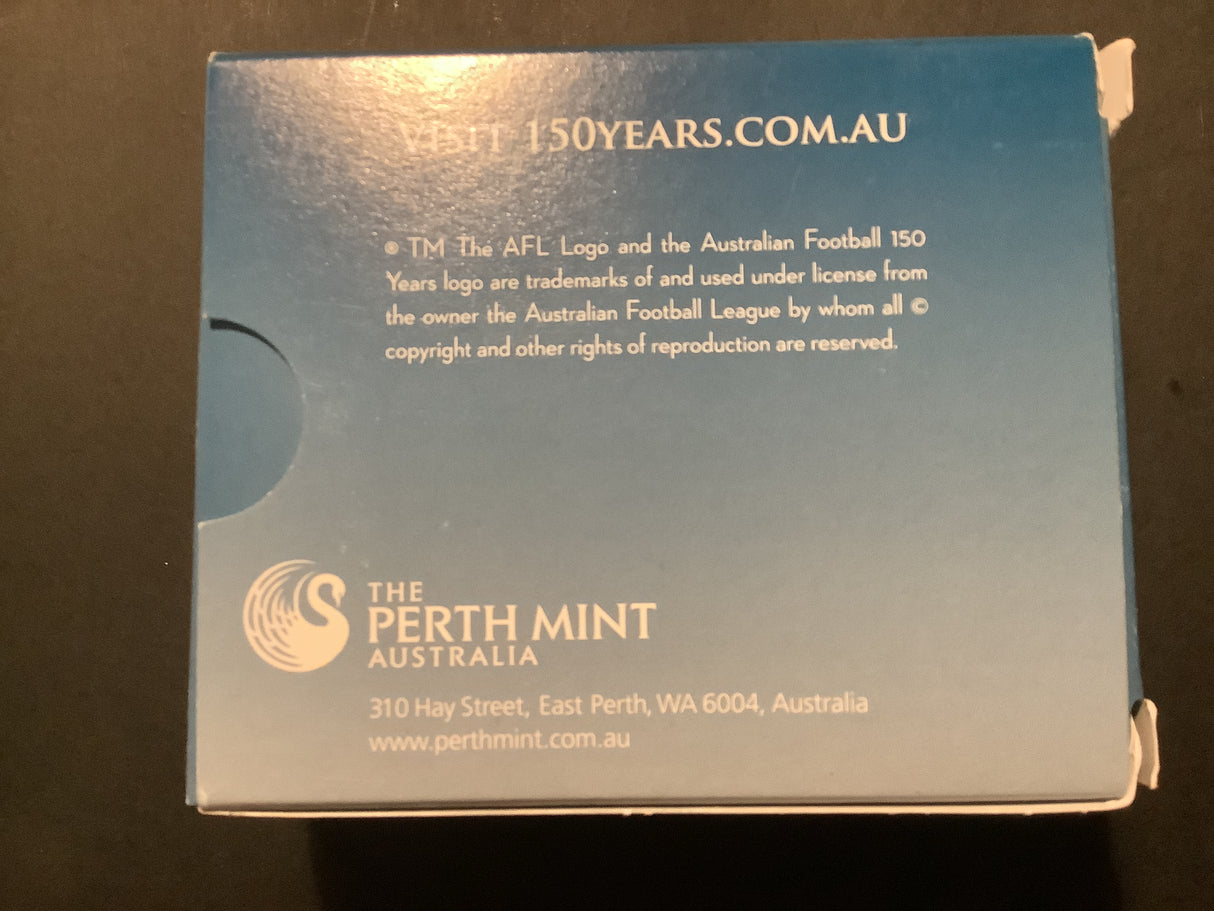 VISIT 150YEARS.COM.AU
® TM The AFL Logo and the Australian Football 150
Years logo are trademarks of and used under license from
the owner the Australian Football League by whom all ©
copyright and other rights of reproduction are reserved.
THE
PERTH MINT
AUSTRALIA
310 Hay Street, East Perth, WA 6004, Australia
www.perthmint.com.au